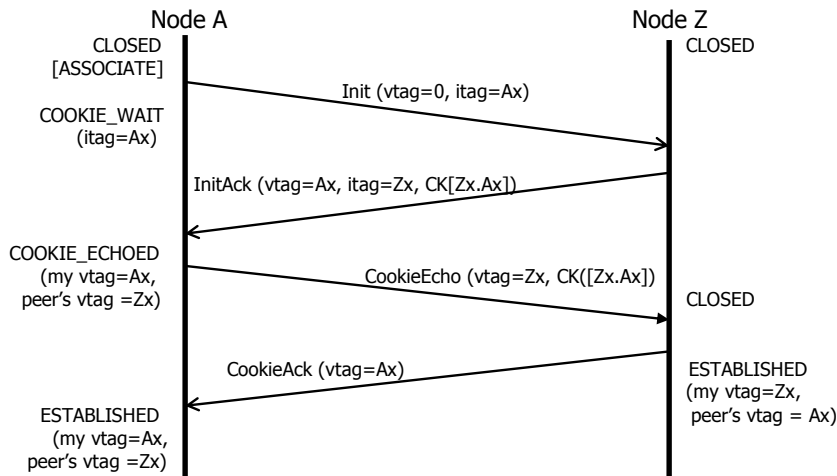 Node A
Node Z
CLOSED
CLOSED
[ASSOCIATE]
Init (vtag=0, itag=Ax)
COOKIE_WAIT
(itag=Ax)
InitAck (vtag=Ax, itag=Zx, CK[Zx.Ax])
COOKIE_ECHOED
(my vtag=Ax,
peer's vtag =Zx)
CookieEcho (vtag=Zx, CK([Zx.Ax])
CLOSED
CookieAck (vtag=Ax)
ESTABLISHED
(my vtag=Zx,
peer's vtag = Ax)
ESTABLISHED
(my vtag=Ax,
peer's vtag =Zx)